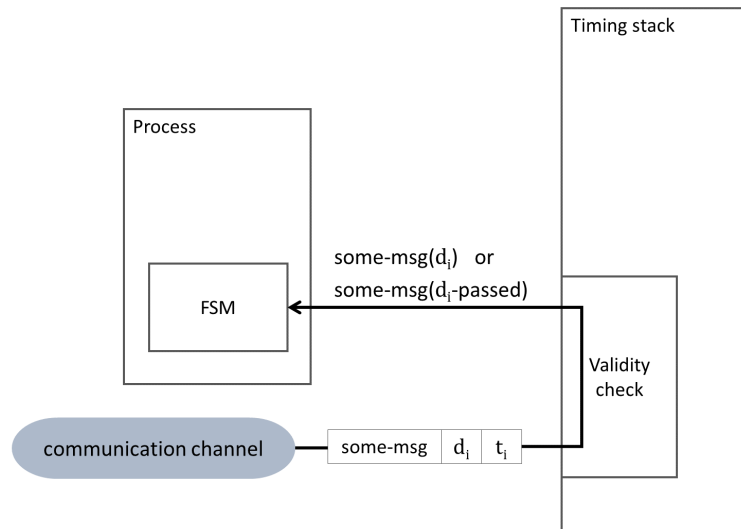 Timing stack
Process
some-msg(dᵢ) or
some-msg(dᵢ-passed)
FSM
Validity
check
communication channel
some-msg dᵢ tᵢ